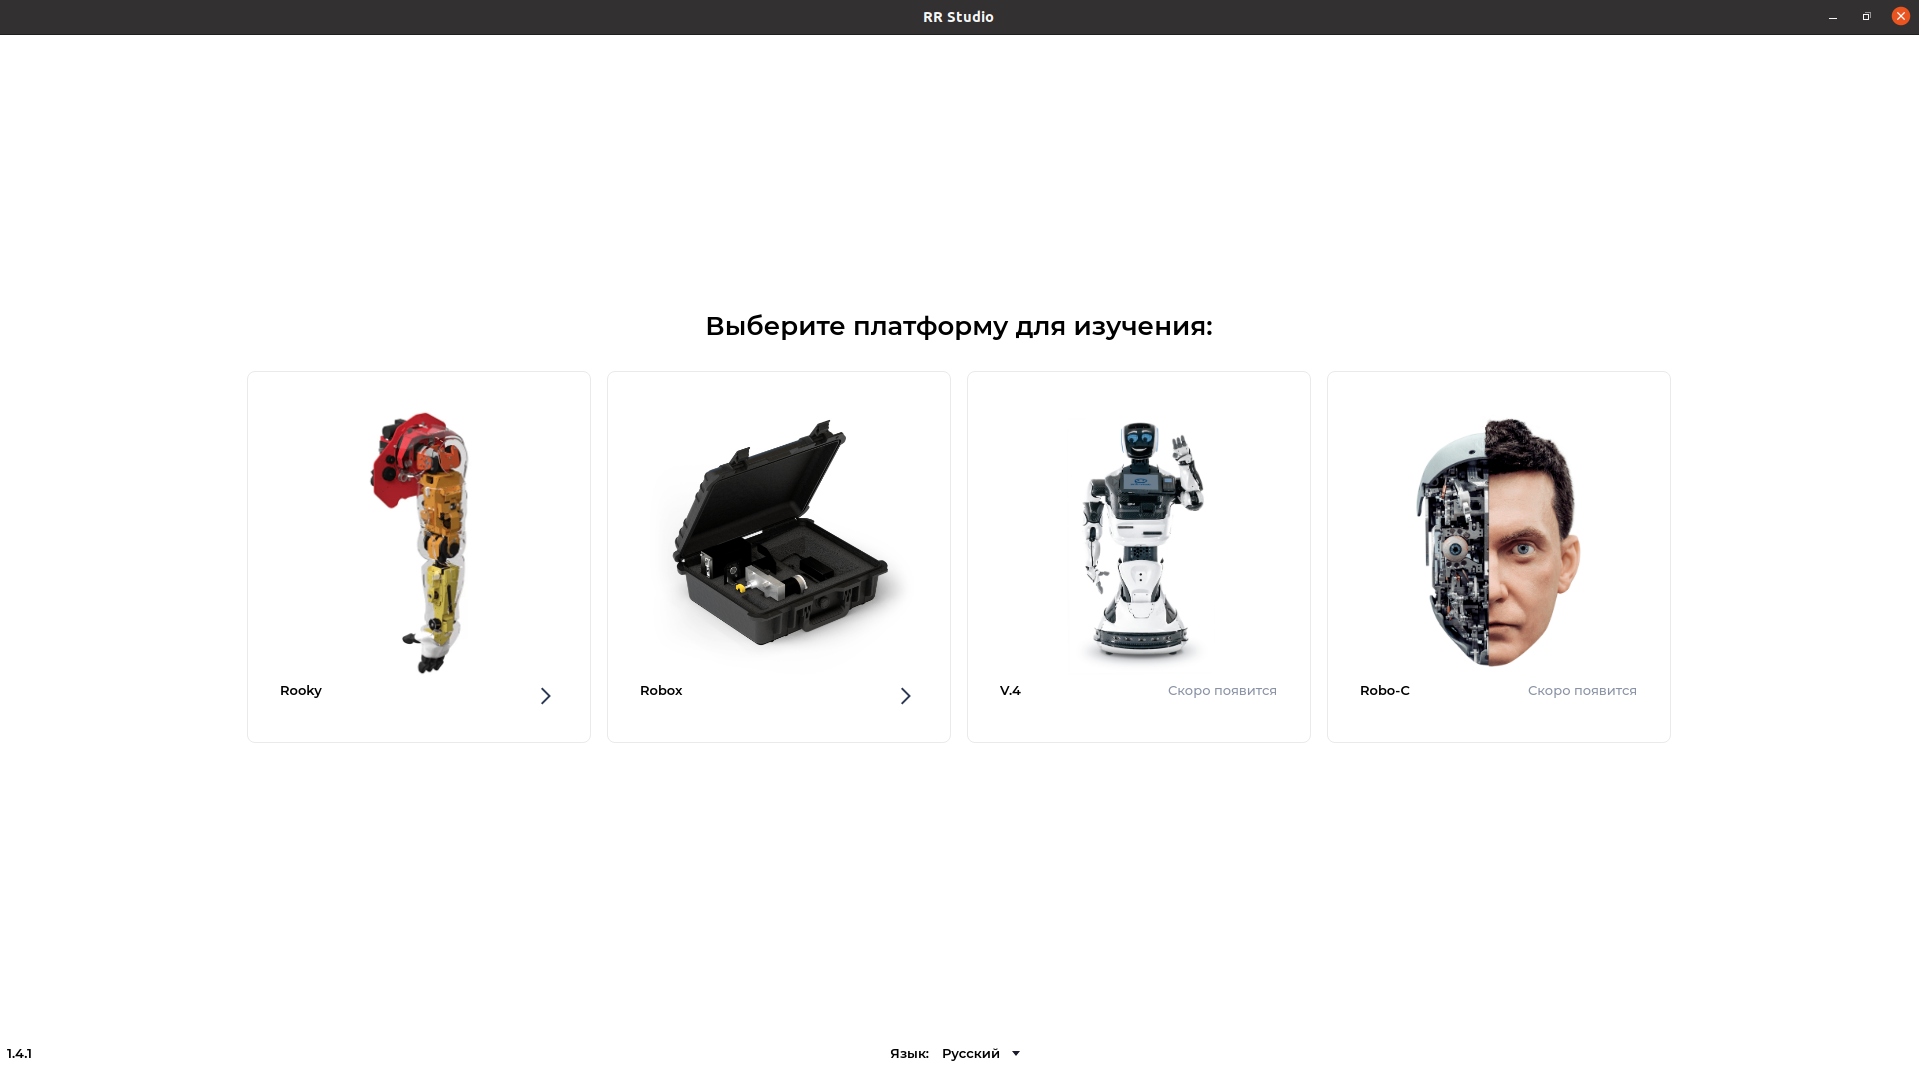 RR Studio
Выберите платформу для изучения:
Rooky
Robox
V.4
Скоро появится
Robo-C
Скоро появится
1.4.1
Язык: Русский